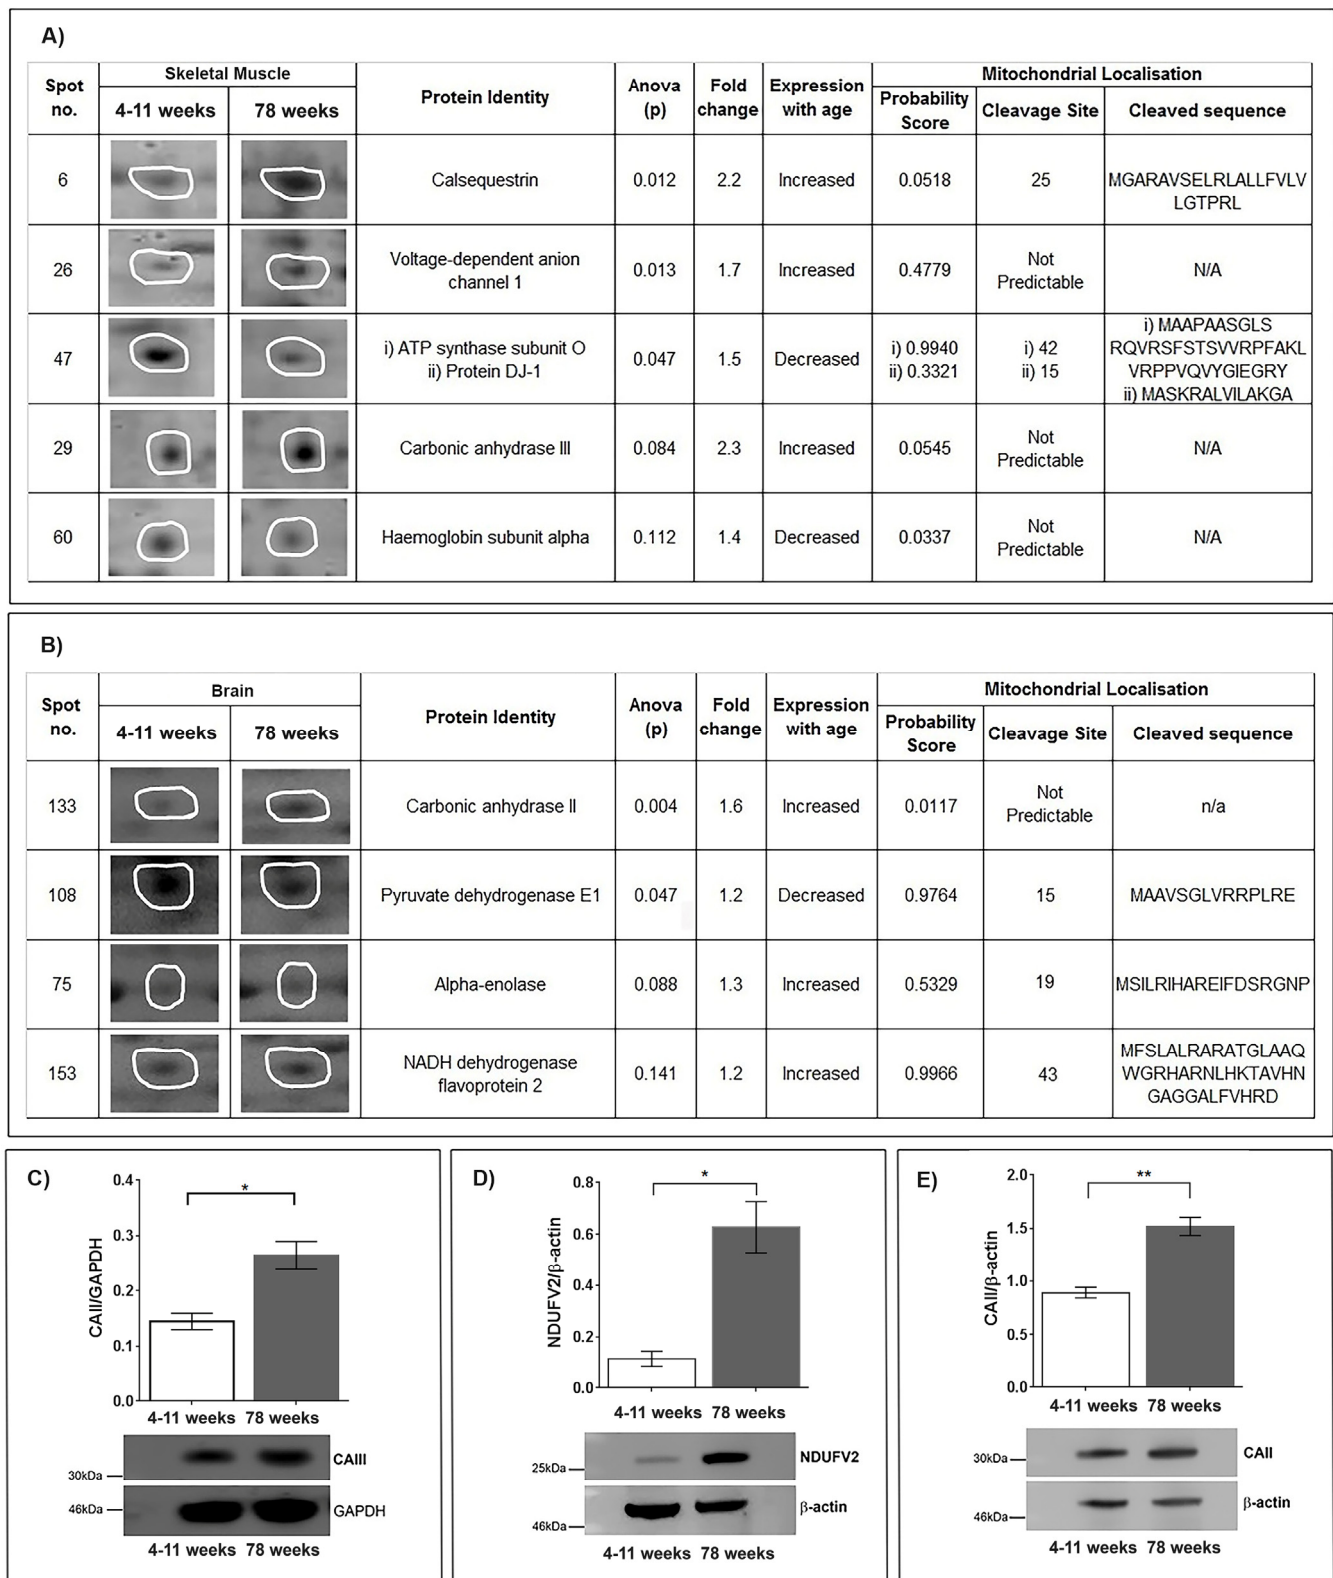 A)
Spot no.
Skeletal Muscle
4-11 weeks
78 weeks
Protein Identity
Anova (p)
Fold change
Expression with age
Mitochondrial Localisation
Probability Score
Cleavage Site
Cleaved sequence
6
Calsequestrin
0.012
2.2
Increased
0.0518
25
MGARAVSELRLALLFVLV
LGTPRL
26
Voltage-dependent anion
channel 1
0.013
1.7
Increased
0.4779
Not
Predictable
N/A
47
i) ATP synthase subunit O
ii) Protein DJ-1
0.047
1.5
Decreased
i) 0.9940
ii) 0.3321
i) 42
ii) 15
i) MAAPAASGLS
RQVRSFSTSVVRPFAKL
VRPPVQVYGIEGRY
ii) MASKRALVILAKGA
29
Carbonic anhydrase III
0.084
2.3
Increased
0.0545
Not
Predictable
N/A
60
Haemoglobin subunit alpha
0.112
1.4
Decreased
0.0337
Not
Predictable
N/A
B)
Spot no.
Brain
4-11 weeks
78 weeks
Protein Identity
Anova (p)
Fold change
Expression with age
Mitochondrial Localisation
Probability Score
Cleavage Site
Cleaved sequence
133
Carbonic anhydrase II
0.004
1.6
Increased
0.0117
Not
Predictable
n/a
108
Pyruvate dehydrogenase E1
0.047
1.2
Decreased
0.9764
15
MAAVSGLVRRPLRE
75
Alpha-enolase
0.088
1.3
Increased
0.5329
19
MSILRIHAREIFDSRGNP
153
NADH dehydrogenase
flavoprotein 2
0.141
1.2
Increased
0.9966
43
MFSLALRARATGLAAQ
WGRHARNLHKTAVHN
GAGGALFVHRD
C)
CAII/GAPDH
0.4
0.3
0.2
0.1
0.0
*
4-11 weeks 78 weeks
CAIII
30kDa
46kDa
GAPDH
4-11 weeks 78 weeks
D)
NDUFV2/β-actin
0.8
0.6
0.4
0.2
0.0
*
4-11 weeks 78 weeks
NDUFV2
25kDa
β-actin
46kDa
4-11 weeks 78 weeks
E)
CAII/β-actin
2.0
1.5
1.0
0.5
0.0
**
4-11 weeks 78 weeks
CAII
30kDa
β-actin
46kDa
4-11 weeks 78 weeks